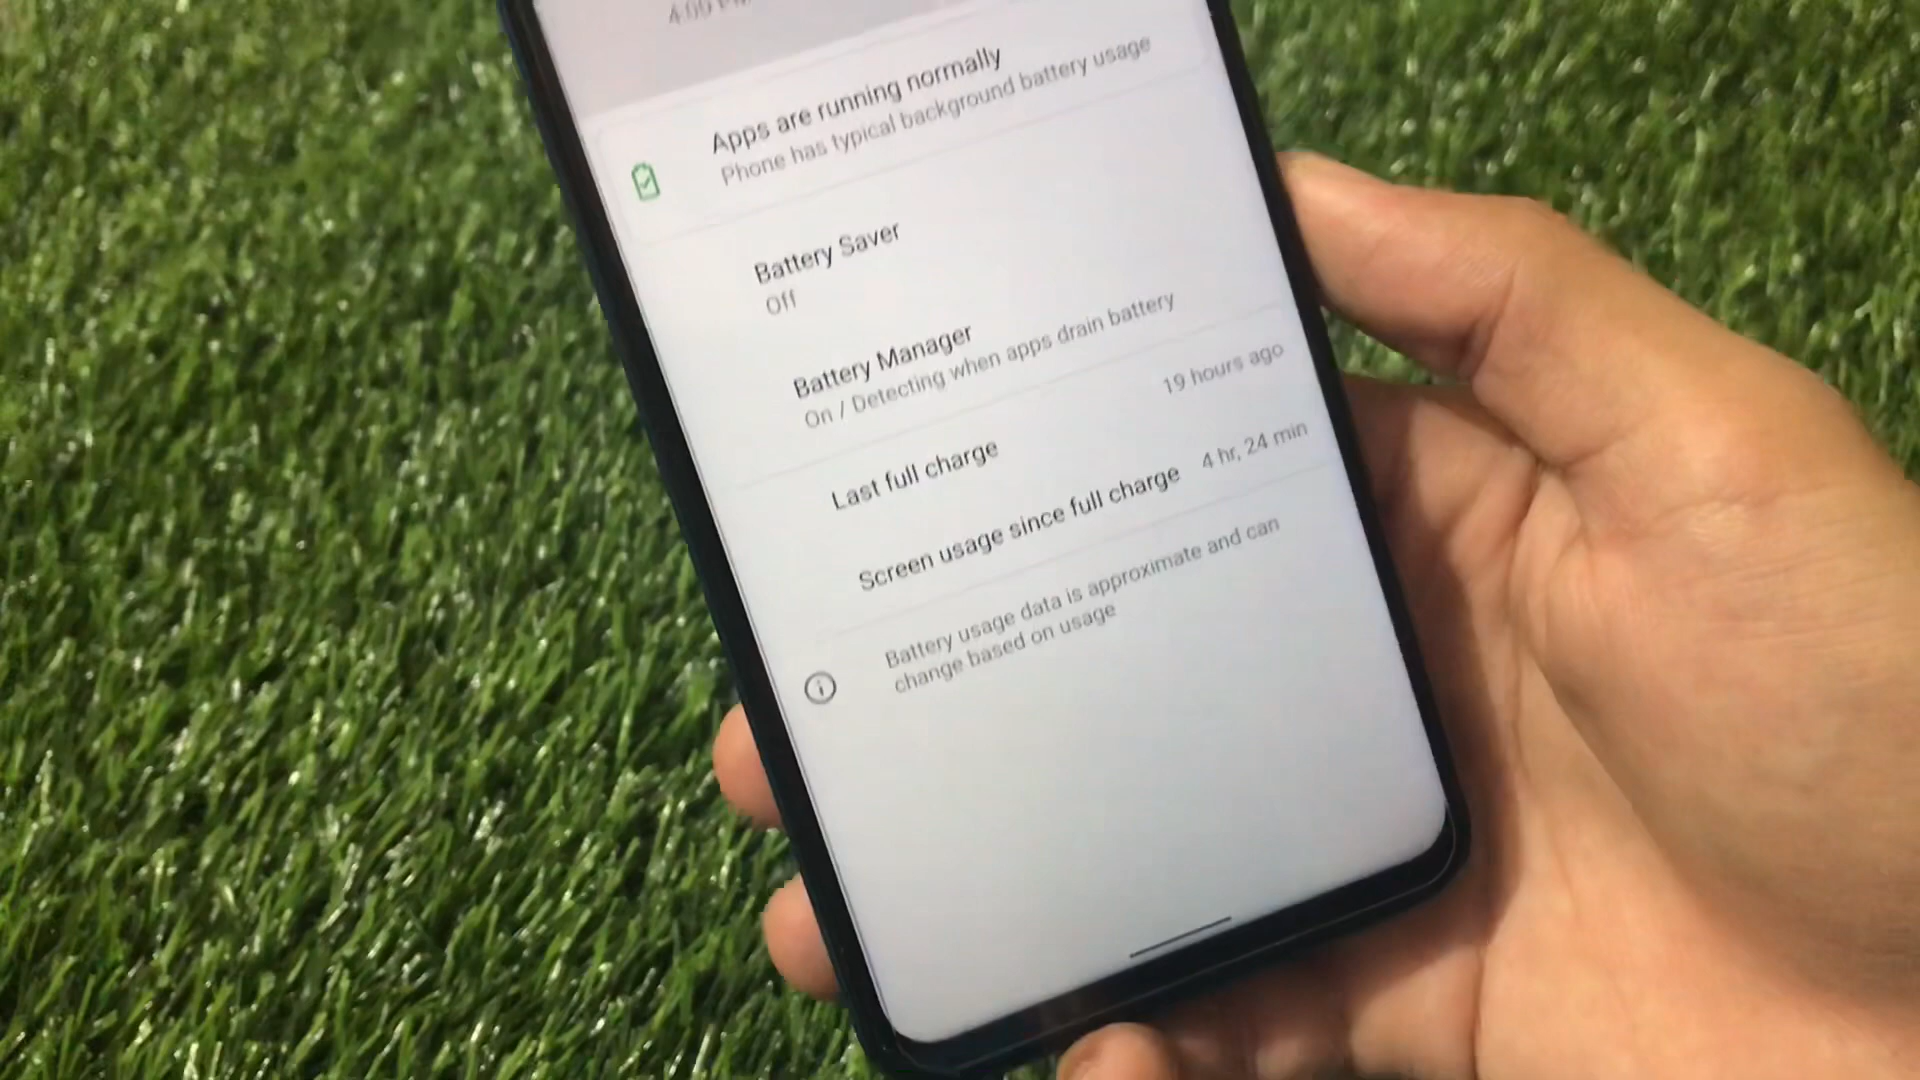 Apps are running normally
Phone has typical background battery usage
Battery Saver
Off
Battery Manager
On / Detecting when apps drain battery
Last full charge 19 hours ago
Screen usage since full charge 4 hr, 24 min
Battery usage data is approximate and can
change based on usage